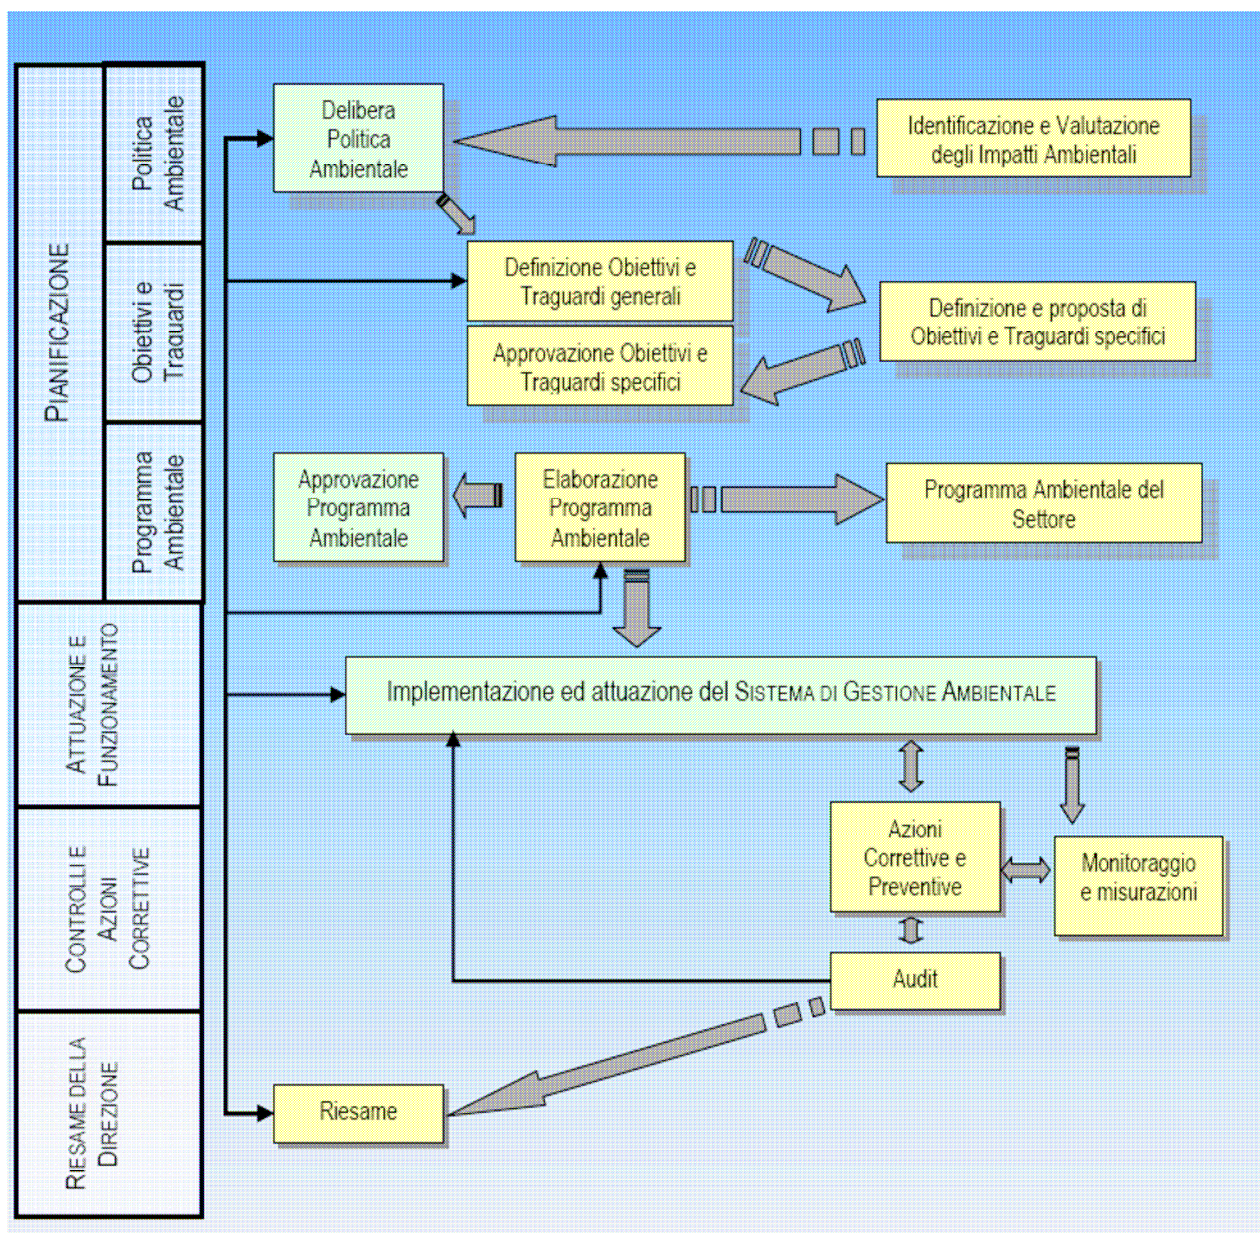 PIANIFICAZIONE
Politica
Ambientale
Obiettivi e
Traguardi
Programma
Ambientale
ATTUAZIONE E
FUNZIONAMENTO
CONTROLLI E
AZIONI
CORRETTIVE
RIESAME DELLA
DIREZIONE
Delibera
Politica
Ambientale
Identificazione e Valutazione
degli Impatti Ambientali
Definizione Obiettivi e
Traguardi generali
Definizione e proposta di
Obiettivi e Traguardi specifici
Approvazione Obiettivi e
Traguardi specifici
Approvazione
Programma
Ambientale
Elaborazione
Programma
Ambientale
Programma Ambientale del
Settore
Implementazione ed attuazione del SISTEMA DI GESTIONE AMBIENTALE
Azioni
Correttive e
Preventive
Monitoraggio
e misurazioni
Audit
Riesame